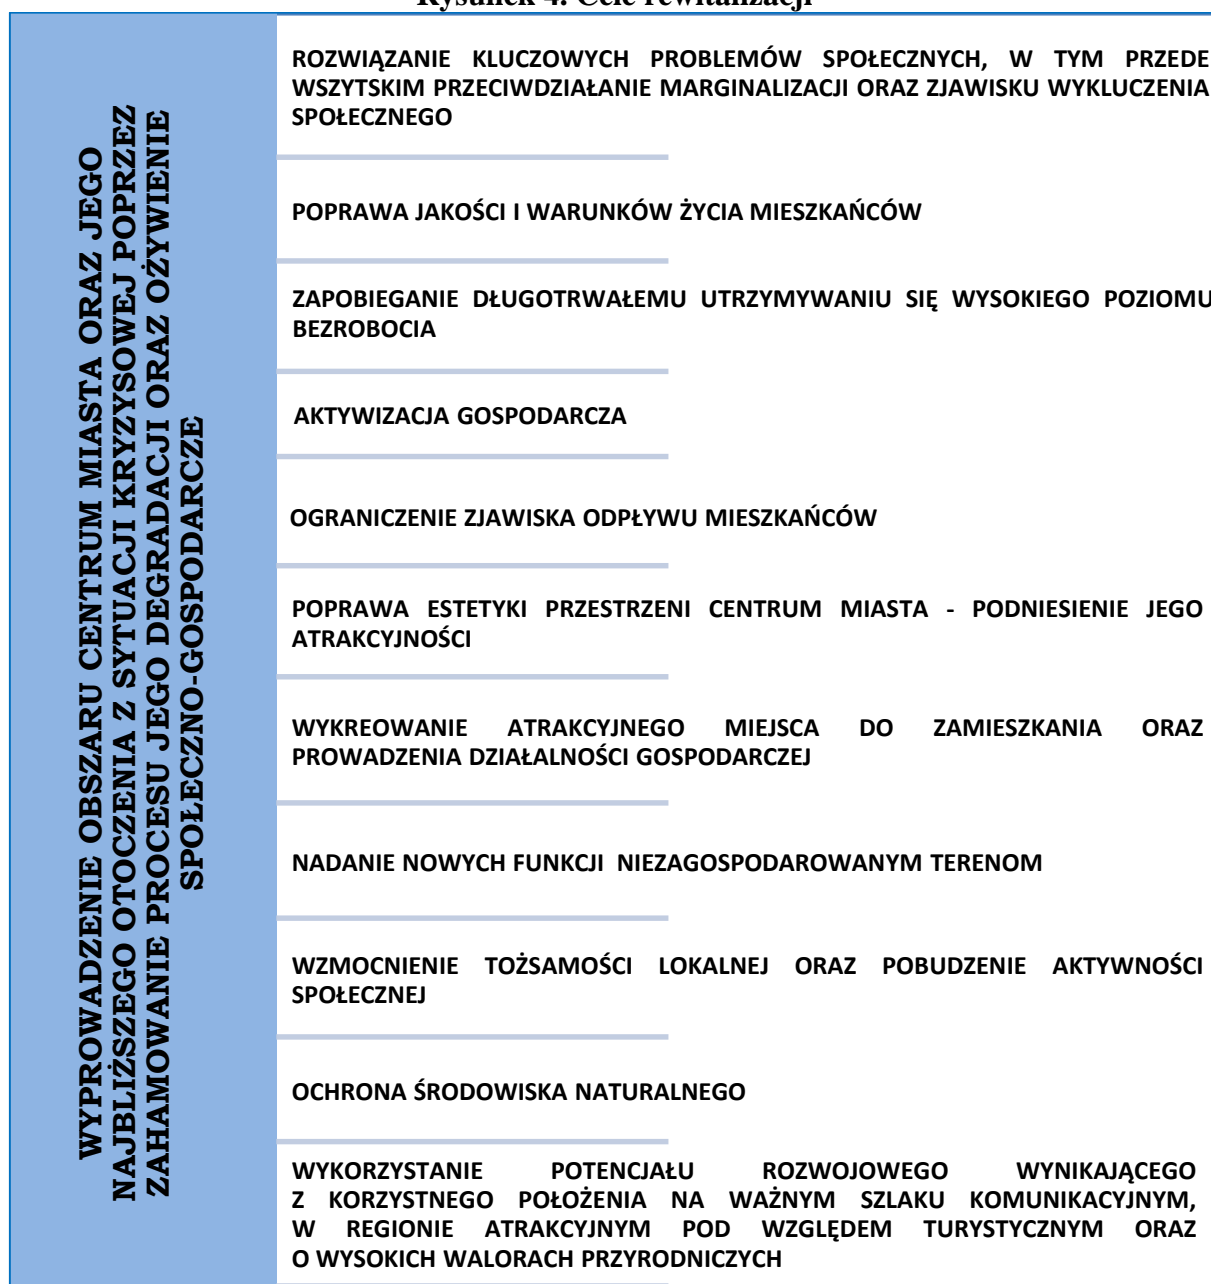 Rysunek 4. Cele rewitalizacji
WYPROWADZENIE OBSZARU CENTRUM MIASTA ORAZ JEGO
NAJBLIŻSZEGO OTOCZENIA Z SYTUACJI KRYZYSOWEJ POPRZEZ
ZAHAMOWANIE PROCESU JEGO DEGRADACJI ORAZ OŻYWIENIE
SPOŁECZNO-GOSPODARCZE
ROZWIĄZANIE KLUCZOWYCH PROBLEMÓW SPOŁECZNYCH, W TYM PRZEDE
WSZYTSKIM PRZECIWDZIAŁANIE MARGINALIZACJI ORAZ ZJAWISKU WYKLUCZENIA
SPOŁECZNEGO
POPRAWA JAKOŚCI I WARUNKÓW ŻYCIA MIESZKAŃCÓW
ZAPOBIEGANIE DŁUGOTRWAŁEMU UTRZYMYWANIU SIĘ WYSOKIEGO POZIOMU
BEZROBOCIA
AKTYWIZACJA GOSPODARCZA
OGRANICZENIE ZJAWISKA ODPŁYWU MIESZKAŃCÓW
POPRAWA ESTETYKI PRZESTRZENI CENTRUM MIASTA - PODNIESIENIE JEGO
ATRAKCYJNOŚCI
WYKREOWANIE ATRAKCYJNEGO MIEJSCA DO ZAMIESZKANIA ORAZ
PROWADZENIA DZIAŁALNOŚCI GOSPODARCZEJ
NADANIE NOWYCH FUNKCJI NIEZAGOSPODAROWANYM TERENOM
WZMOCNIENIE TOŻSAMOŚCI LOKALNEJ ORAZ POBUDZENIE AKTYWNOŚCI
SPOŁECZNEJ
OCHRONA ŚRODOWISKA NATURALNEGO
WYKORZYSTANIE POTENCJAŁU ROZWOJOWEGO WYNIKAJĄCEGO
Z KORZYSTNEGO POŁOŻENIA NA WAŻNYM SZLAKU KOMUNIKACYJNYM,
W REGIONIE ATRAKCYJNYM POD WZGLĘDEM TURYSTYCZNYM ORAZ
O WYSOKICH WALORACH PRZYRODNICZYCH